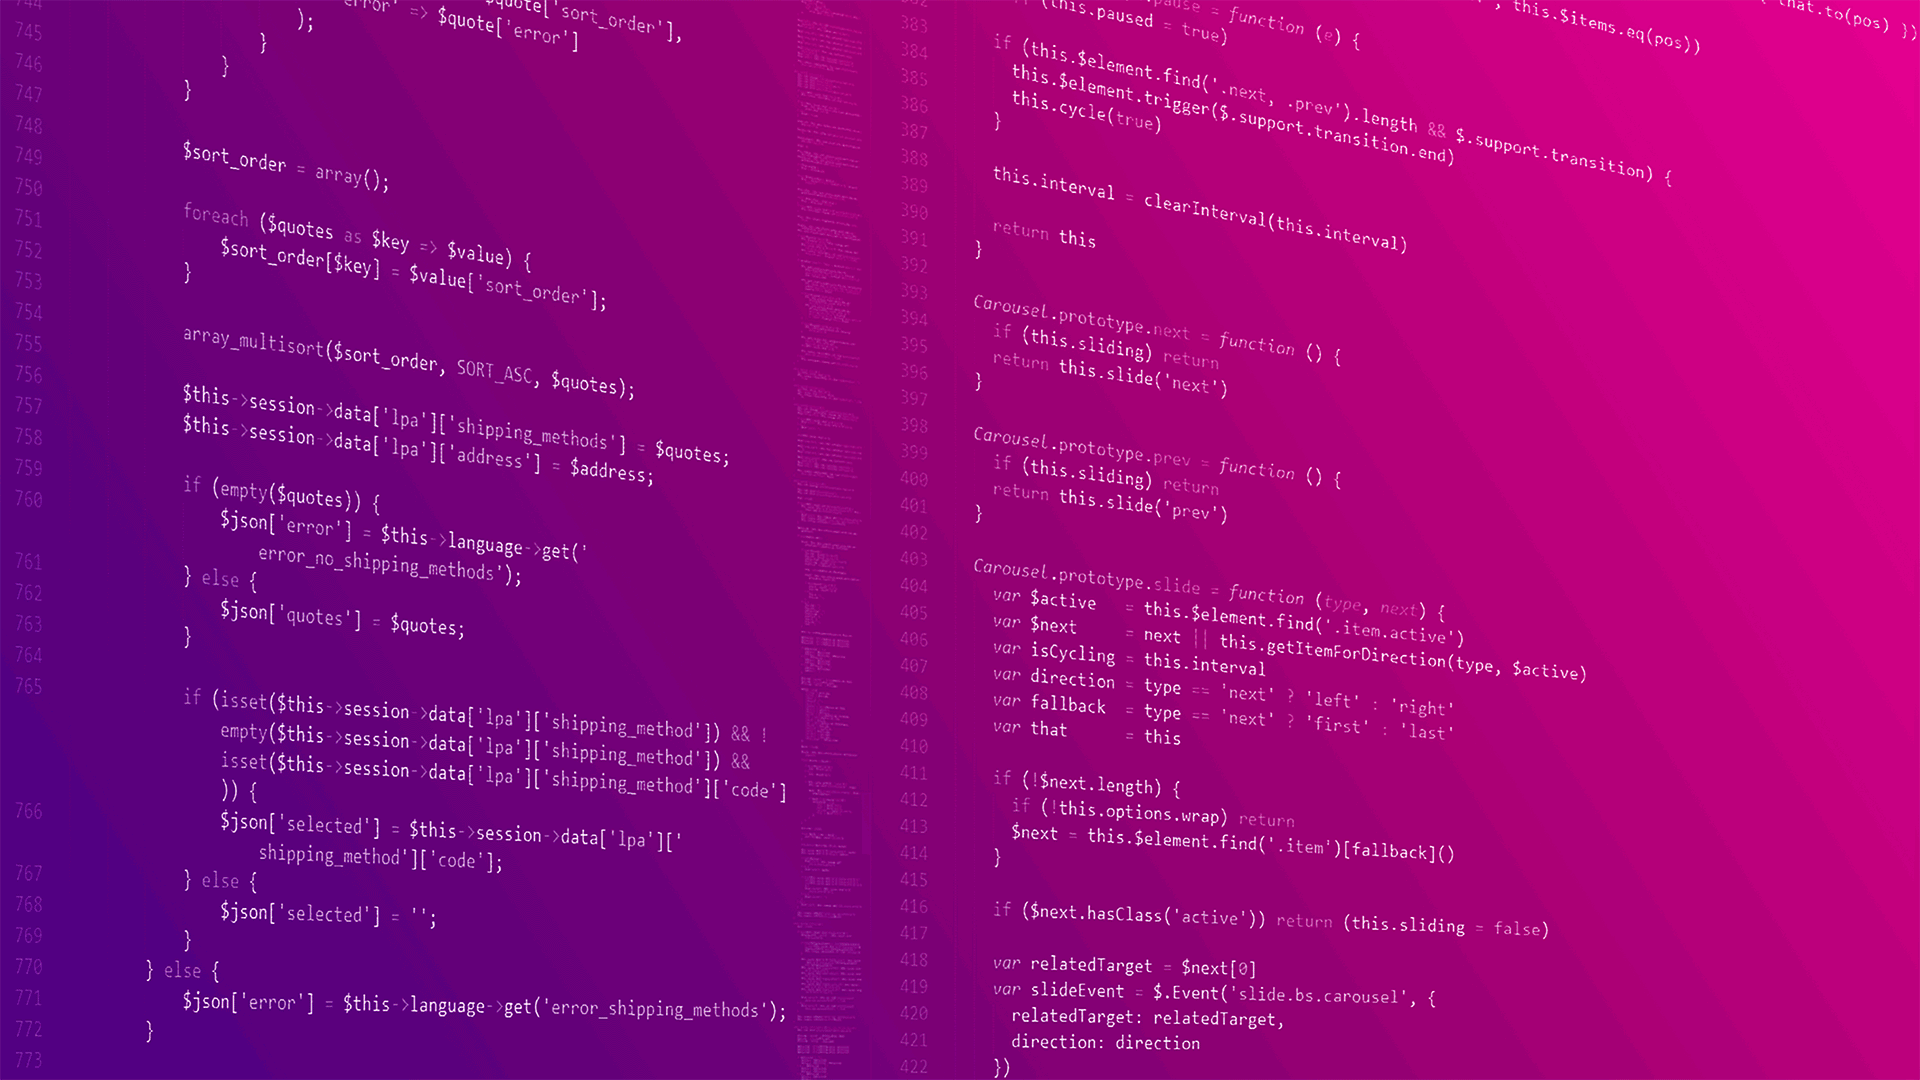 744
'sort_order'],
745 ); 'error' => $quote['error']
746 }
747 }
748 }
749
750 $sort_order = array();
751
752 foreach ($quotes as $key => $value) {
753 $sort_order[$key] = $value['sort_order'];
754 }
755
756 array_multisort($sort_order, SORT_ASC, $quotes);
757
758 $this->session->data['lpa']['shipping_methods'] = $quotes;
759 $this->session->data['lpa']['address'] = $address;
760
if (empty($quotes)) {
$json['error'] = $this->language->get('
error_no_shipping_methods');
761 } else {
762 $json['quotes'] = $quotes;
763 }
764
765 if (isset($this->session->data['lpa']['shipping_method']) && !
empty($this->session->data['lpa']['shipping_method']) &&
isset($this->session->data['lpa']['shipping_method']['code']
)) {
766 $json['selected'] = $this->session->data['lpa']['
shipping_method']['code'];
767 } else {
768 $json['selected'] = '';
769 }
770 } else {
771 $json['error'] = $this->language->get('error_shipping_methods');
772 }
773
382
, this.$items.eq(pos))
that.to(pos) })
pause = function (e) {
383 (this.paused = true)
384
385 if (this.$element.find('.next, .prev').length && $.support.transition) {
386 this.$element.trigger($.support.transition.end)
387 this.cycle(true)
388 }
389
390 this.interval = clearInterval(this.interval)
391
392 return this
393 }
394
395 Carousel.prototype.next = function () {
396 if (this.sliding) return
397 return this.slide('next')
398 }
399
400 Carousel.prototype.prev = function () {
401 if (this.sliding) return
402 return this.slide('prev')
403 }
404
405 Carousel.prototype.slide = function (type, next) {
406 var $active = this.$element.find('.item.active')
407 var $next = next || this.getItemForDirection(type, $active)
408 var isCycling = this.interval
409 var direction = type == 'next' ? 'left' : 'right'
410 var fallback = type == 'next' ? 'first' : 'last'
411 var that = this
412
413 if (!$next.length) {
414 if (!this.options.wrap) return
415 $next = this.$element.find('.item')[fallback]()
416 }
417
418 if ($next.hasClass('active')) return (this.sliding = false)
419
420 var relatedTarget = $next[0]
421 var slideEvent = $.Event('slide.bs.carousel', {
422 relatedTarget: relatedTarget,
direction: direction
})